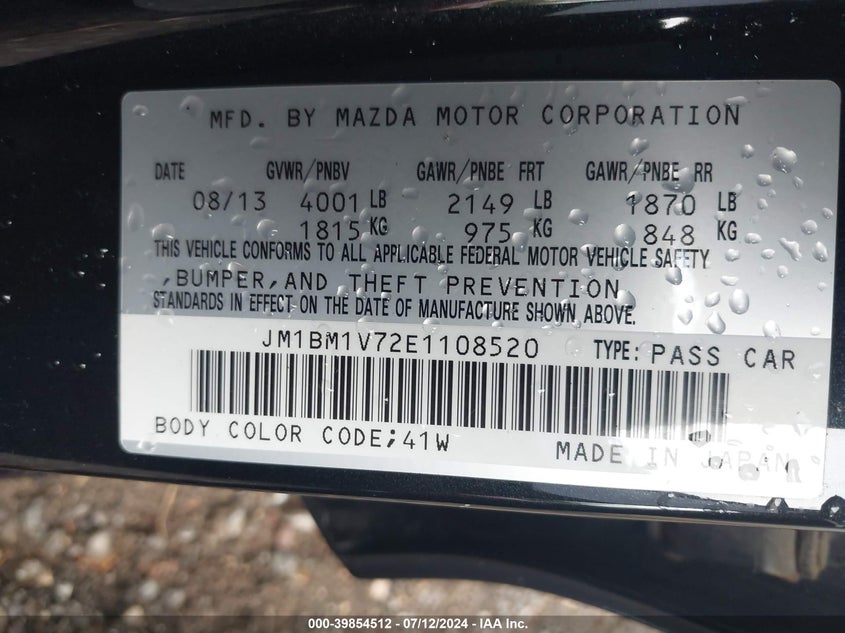 MFD. BY MAZDA MOTOR CORPORATION
DATE GVWR/PNBV GAWR/PNBE FRT GAWR/PNBE RR
08/13 4001 LB 2149 LB 1870 LB
1815 KG 975 KG 848 KG
THIS VEHICLE CONFORMS TO ALL APPLICABLE FEDERAL MOTOR VEHICLE SAFETY
,BUMPER,AND THEFT PREVENTION
STANDARDS IN EFFECT ON THE DATE OF MANUFACTURE SHOWN ABOVE.
JM1BM1V72E1108520 TYPE: PASS CAR
BODY COLOR CODE;41W MADE IN JAPAN
000-39854512 - 07/12/2024 - IAA Inc.